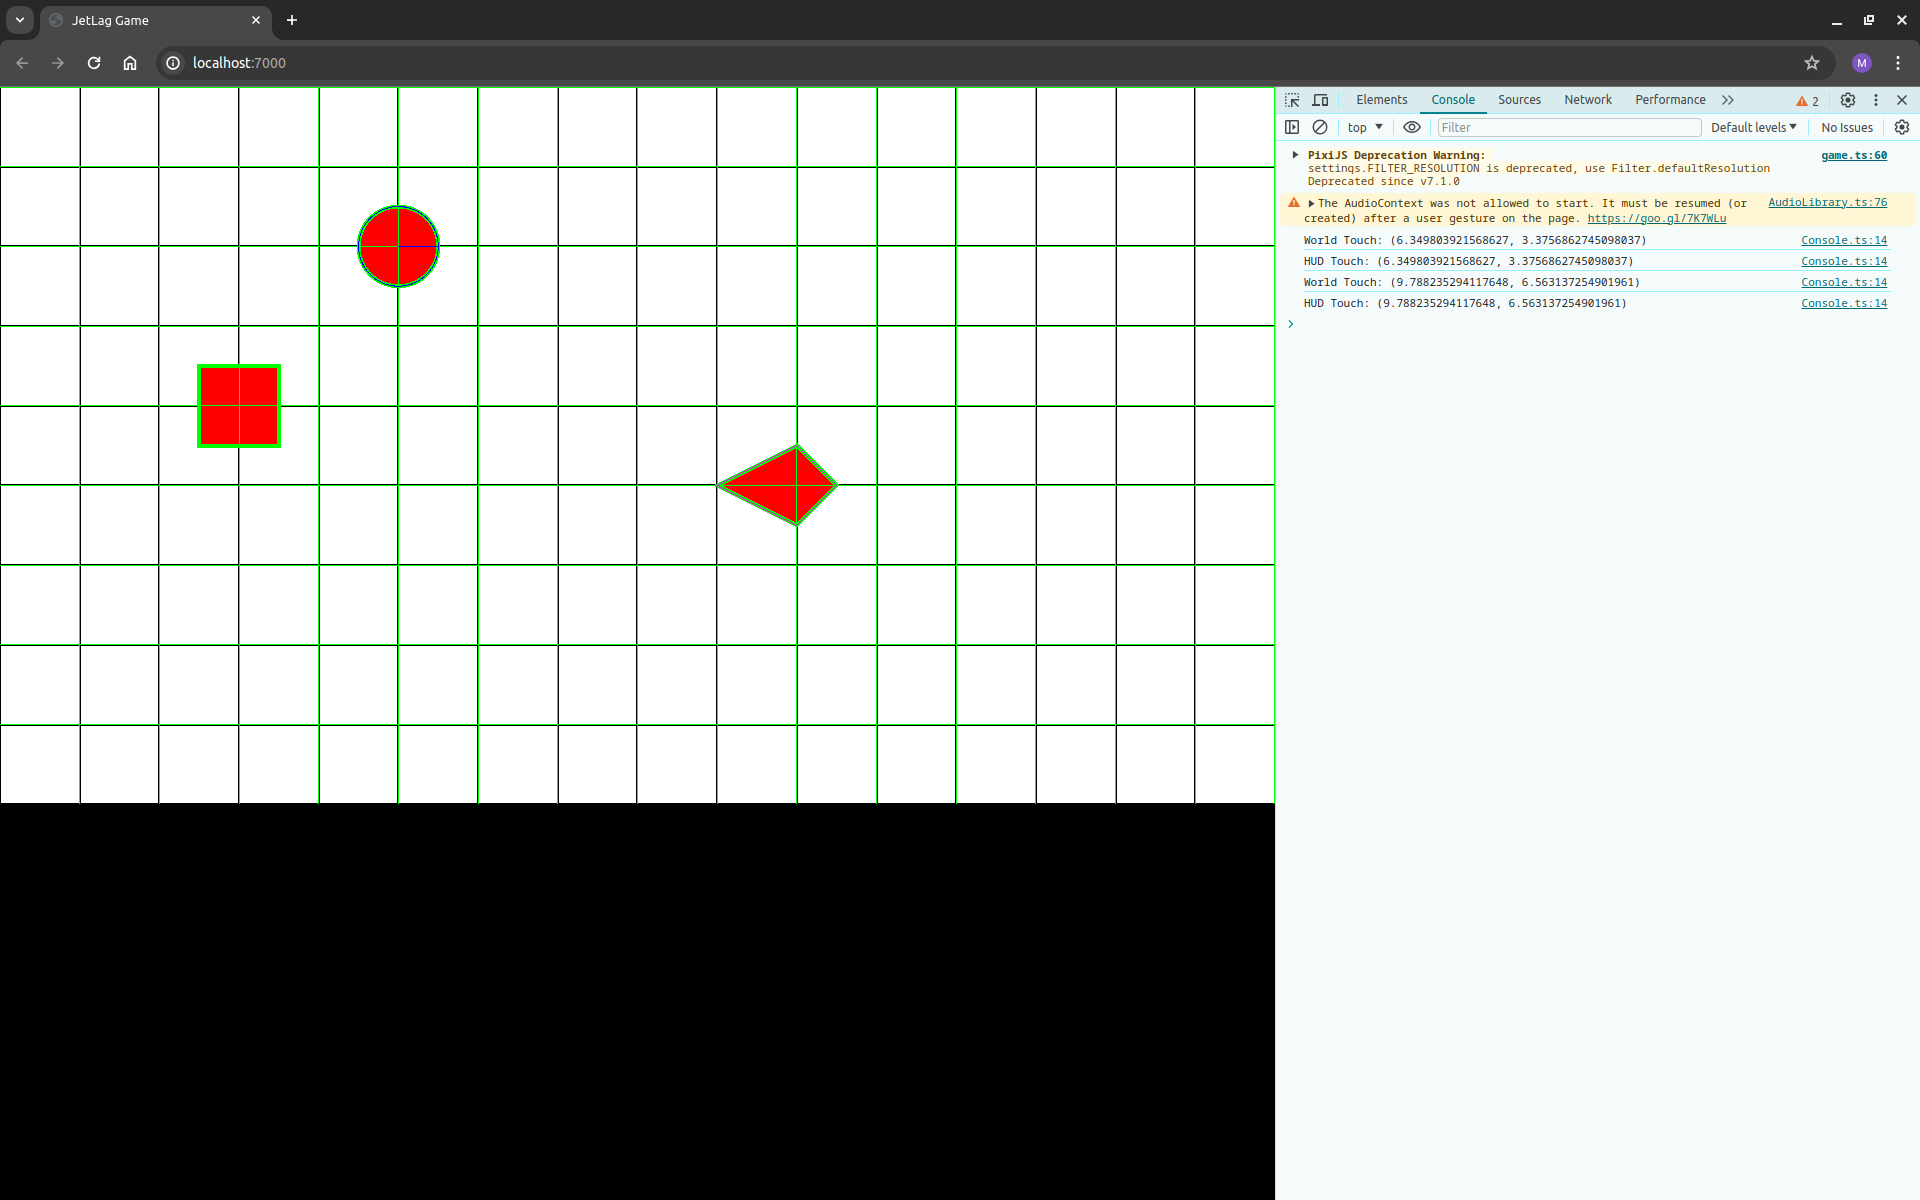 JetLag Game
localhost:7000
M
Elements Console Sources Network Performance 2
top Filter Default levels No Issues
PixiJS Deprecation Warning: game.ts:60
settings.FILTER_RESOLUTION is deprecated, use Filter.defaultResolution
Deprecated since v7.1.0
The AudioContext was not allowed to start. It must be resumed (or AudioLibrary.ts:76
created) after a user gesture on the page. https://goo.gl/7K7WLu
World Touch: (6.349803921568627, 3.3756862745098037) Console.ts:14
HUD Touch: (6.349803921568627, 3.3756862745098037) Console.ts:14
World Touch: (9.788235294117648, 6.563137254901961) Console.ts:14
HUD Touch: (9.788235294117648, 6.563137254901961) Console.ts:14